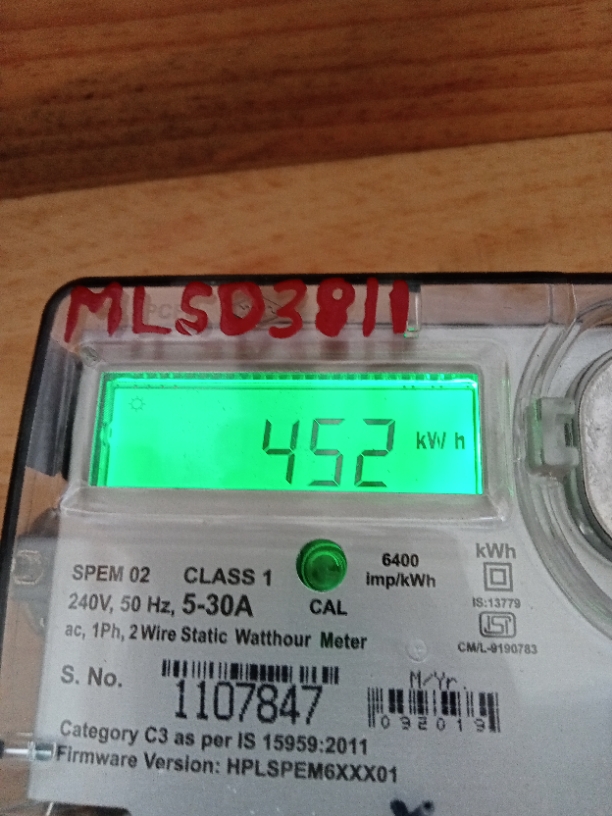 MLSD3811
452 kWh
6400
imp/kWh
kWh
SPEM 02 CLASS 1
IS:13779
240V, 50 Hz, 5-30A
CAL
ac, 1Ph, 2 Wire Static Watthour Meter
CM/L-9190783
S. No.
1107847
M/Yr.
092019
Category C3 as per IS 15959:2011
Firmware Version: HPLSPEM6XXX01